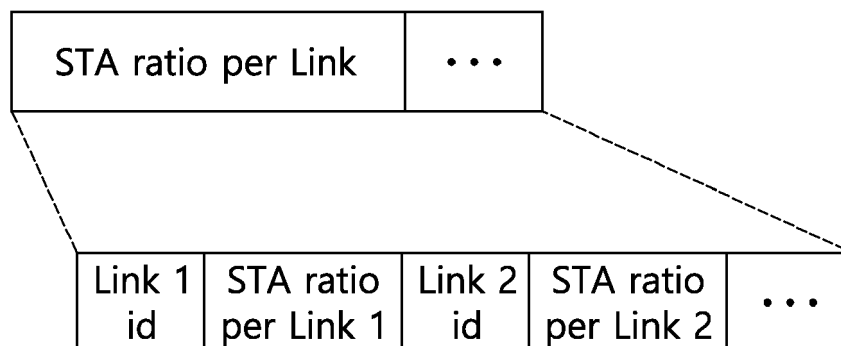 STA ratio per Link
...
Link 1
id
STA ratio
per Link 1
Link 2
id
STA ratio
per Link 2
...